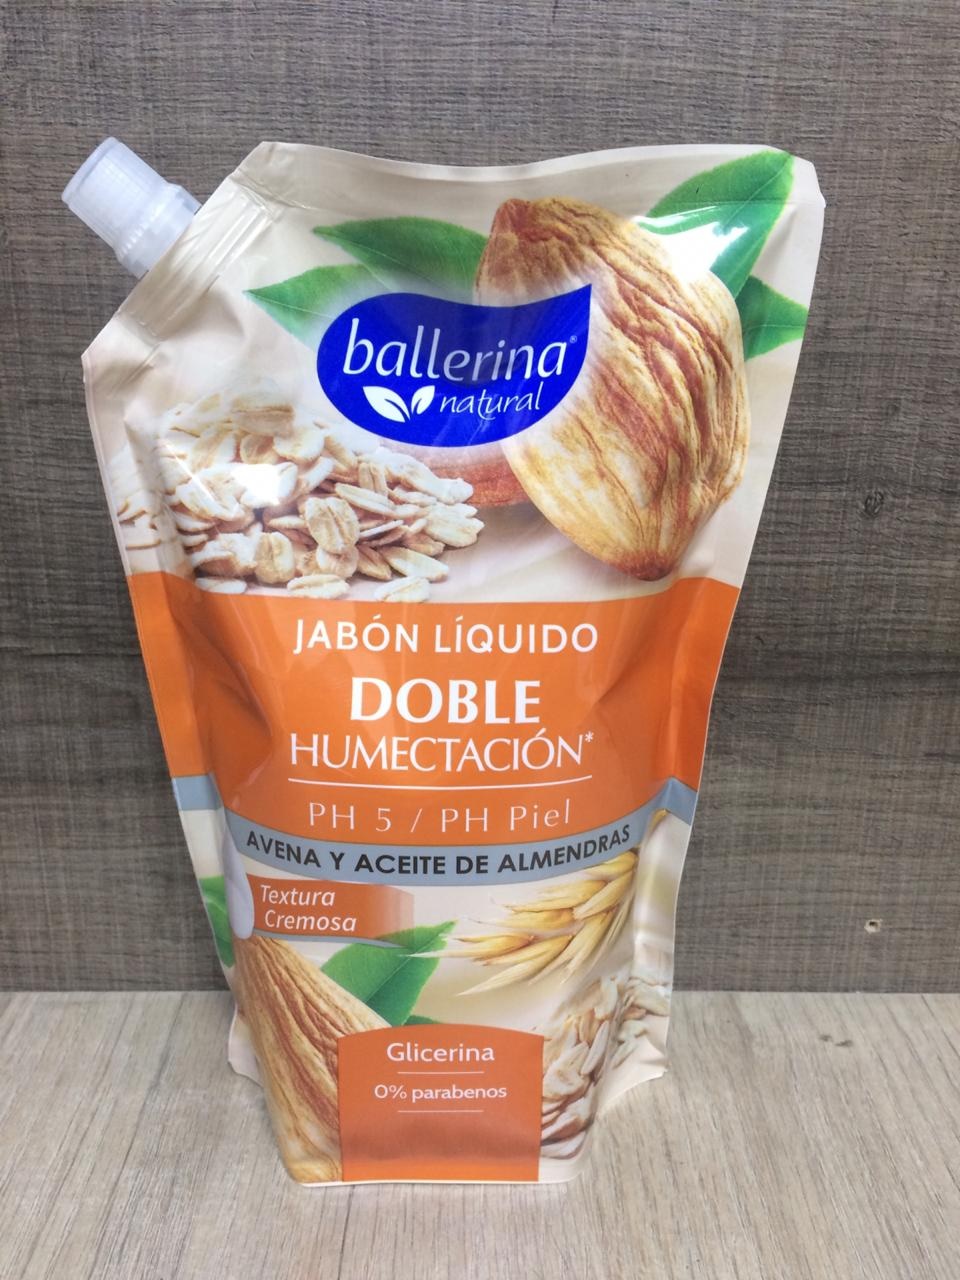 ballerina®
natural
JABÓN LÍQUIDO
DOBLE
HUMECTACIÓN*
PH 5 / PH Piel
AVENA Y ACEITE DE ALMENDRAS
Textura
Cremosa
Glicerina
0% parabenos